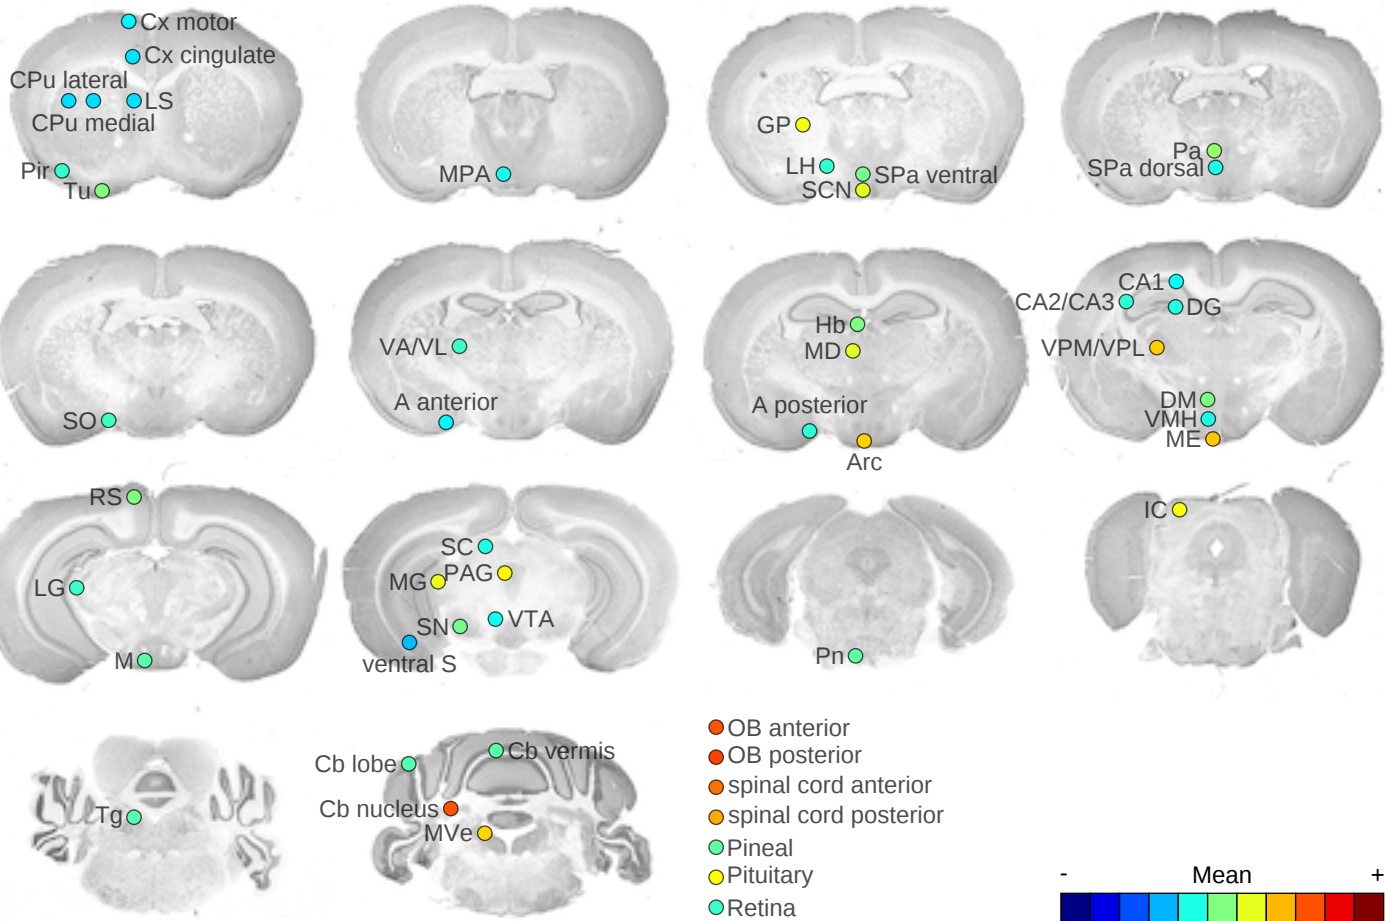 Cx motor
Cx cingulate
CPu lateral
LS
CPu medial
Pir
Tu
MPA
GP
LH
SPa ventral
SCN
Pa
SPa dorsal
SO
VA/VL
A anterior
Hb
MD
A posterior
Arc
CA1
CA2/CA3
DG
VPM/VPL
DM
VMH
ME
RS
LG
M
SC
MG
PAG
SN
VTA
ventral S
Pn
IC
Tg
Cb lobe
Cb vermis
Cb nucleus
MVe
OB anterior
OB posterior
spinal cord anterior
spinal cord posterior
Pineal
Pituitary
Retina
- Mean +